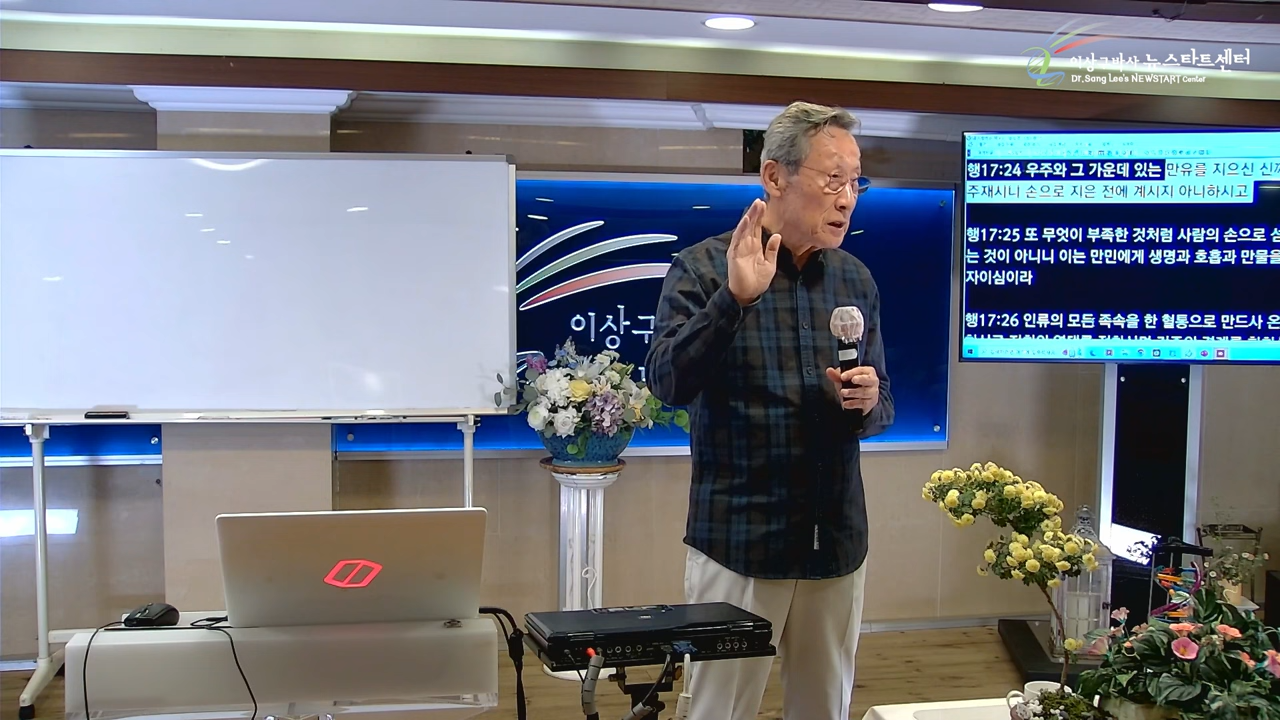 이상구박사 뉴스타트센터
Dr. Sang Lee's NEWSTART Center
행17:24 우주와 그 가운데 있는 만유를 지으신 신께
주재시니 손으로 지은 전에 계시지 아니하시고
행17:25 또 무엇이 부족한 것처럼 사람의 손으로 섬
는 것이 아니니 이는 만민에게 생명과 호흡과 만물을
자이심이라
행17:26 인류의 모든 족속을 한 혈통으로 만드사 온
이상구